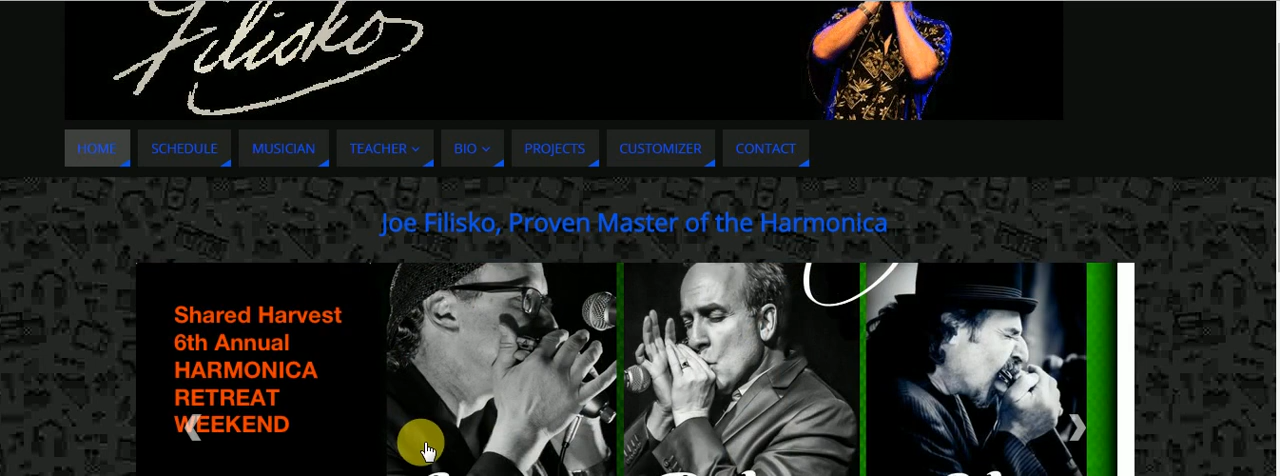 Filisko
HOME SCHEDULE MUSICIAN TEACHER BIO PROJECTS CUSTOMIZER CONTACT
Joe Filisko, Proven Master of the Harmonica
Shared Harvest
6th Annual
HARMONICA
RETREAT
WEEKEND